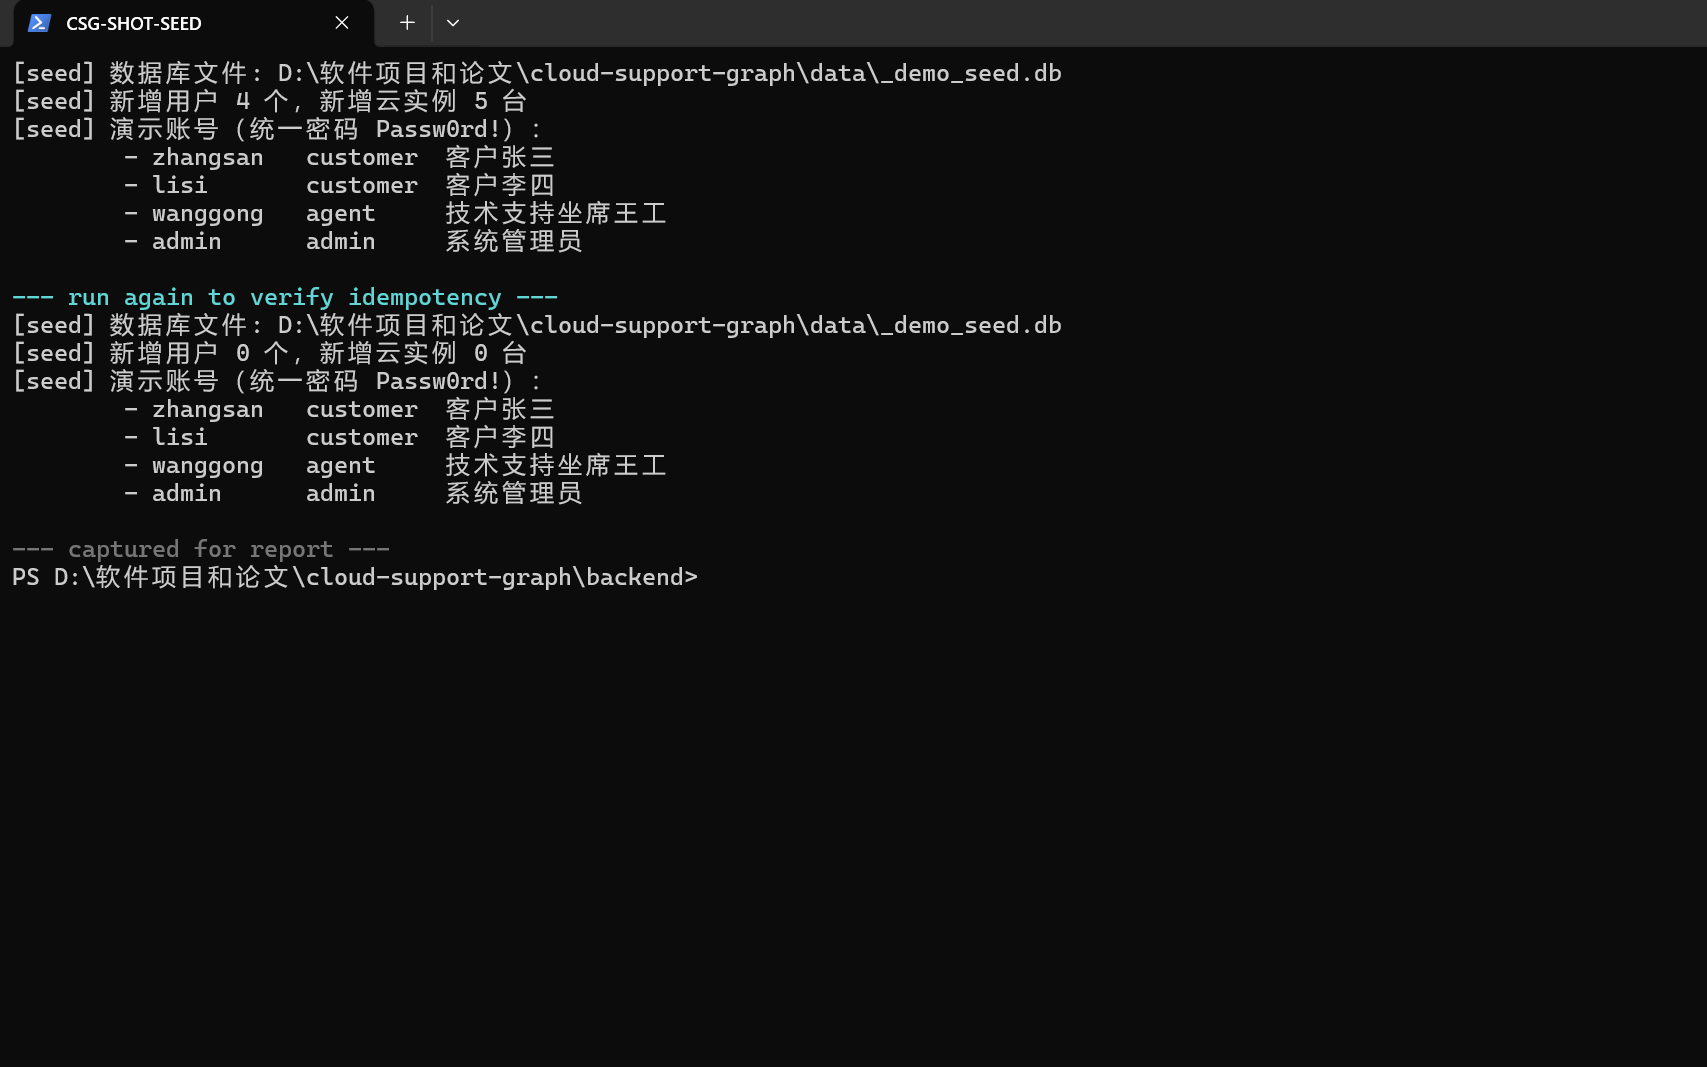 CSG-SHOT-SEED
[seed] 数据库文件: D:\软件项目和论文\cloud-support-graph\data\_demo_seed.db
[seed] 新增用户 4 个, 新增云实例 5 台
[seed] 演示账号（统一密码 Passw0rd!）:
- zhangsan customer 客户张三
- lisi customer 客户李四
- wanggong agent 技术支持坐席王工
- admin admin 系统管理员
--- run again to verify idempotency ---
[seed] 数据库文件: D:\软件项目和论文\cloud-support-graph\data\_demo_seed.db
[seed] 新增用户 0 个, 新增云实例 0 台
[seed] 演示账号（统一密码 Passw0rd!）:
- zhangsan customer 客户张三
- lisi customer 客户李四
- wanggong agent 技术支持坐席王工
- admin admin 系统管理员
--- captured for report ---
PS D:\软件项目和论文\cloud-support-graph\backend>